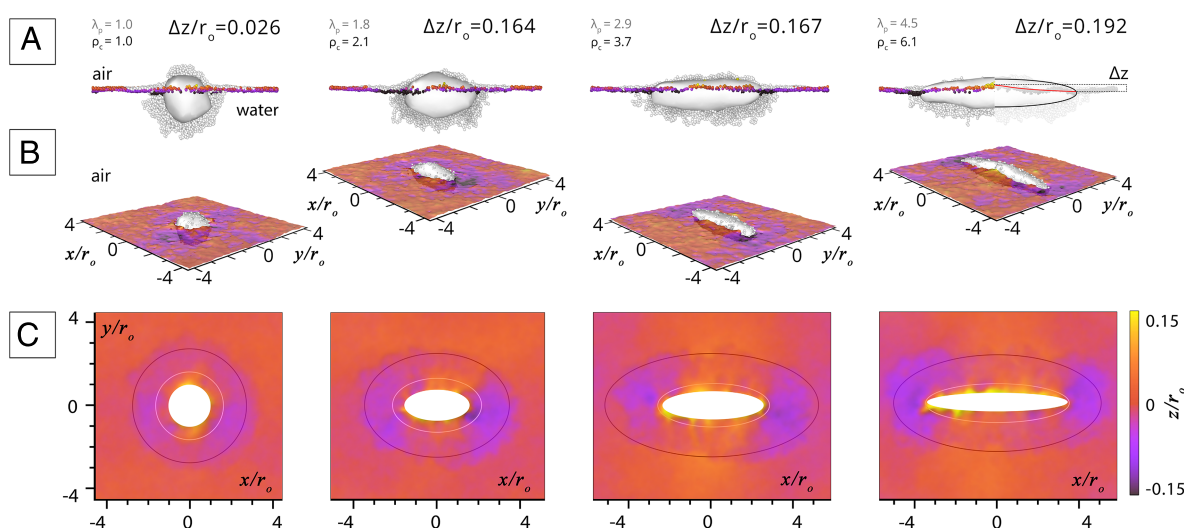 A
λp = 1.0
ρc = 1.0
Δz/ro=0.026
λp = 1.8
ρc = 2.1
Δz/ro=0.164
λp = 2.9
ρc = 3.7
Δz/ro=0.167
λp = 4.5
ρc = 6.1
Δz/ro=0.192
air
water
Δz
B
air
4
x/ro
0
-4
-4
0
y/ro
4
4
x/ro
0
-4
-4
0
y/ro
4
4
x/ro
0
-4
-4
0
y/ro
4
4
x/ro
0
-4
-4
0
y/ro
4
C
4
0
-4
y/ro
x/ro
x/ro
x/ro
x/ro
0.15
0
-0.15
z/ro
-4 0 4
-4 0 4
-4 0 4
-4 0 4